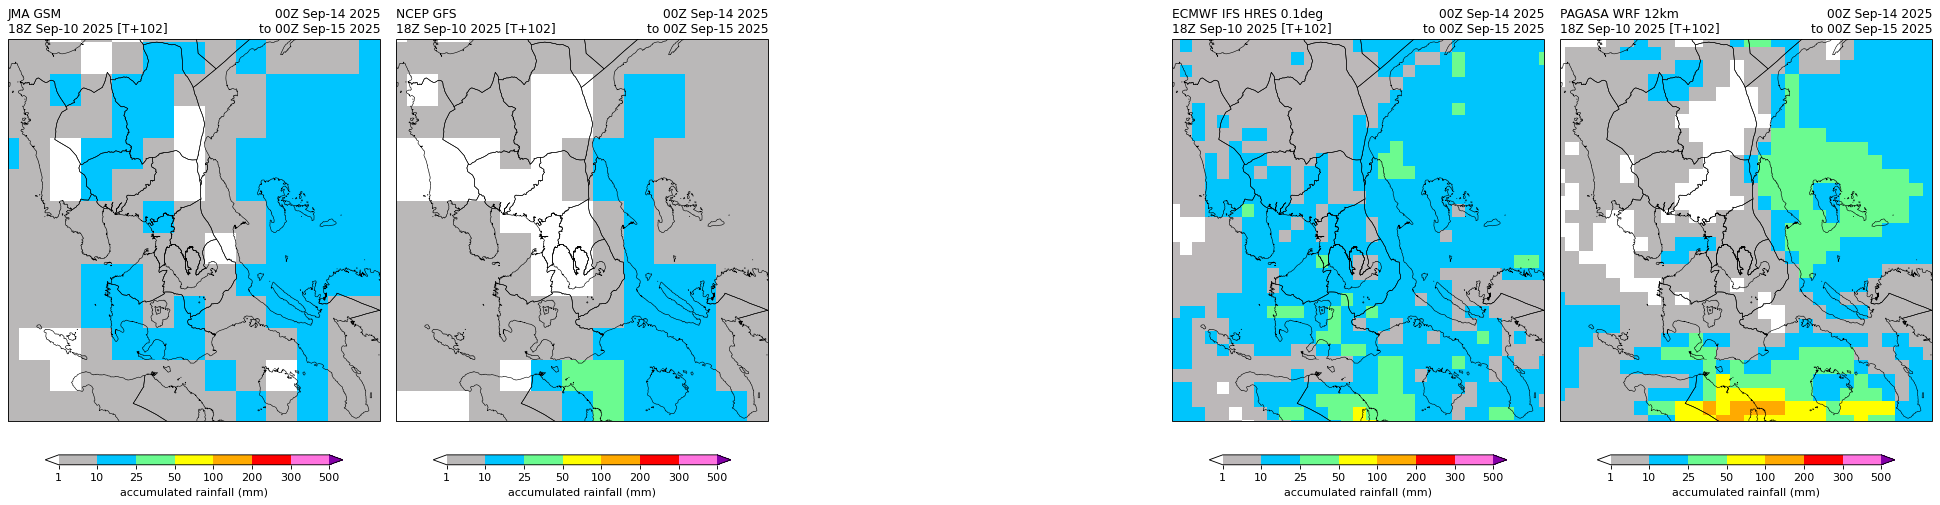 JMA GSM 00Z Sep-14 2025
18Z Sep-10 2025 [T+102] to 00Z Sep-15 2025
1 10 25 50 100 200 300 500
accumulated rainfall (mm)
NCEP GFS 00Z Sep-14 2025
18Z Sep-10 2025 [T+102] to 00Z Sep-15 2025
1 10 25 50 100 200 300 500
accumulated rainfall (mm)
ECMWF IFS HRES 0.1deg 00Z Sep-14 2025
18Z Sep-10 2025 [T+102] to 00Z Sep-15 2025
1 10 25 50 100 200 300 500
accumulated rainfall (mm)
PAGASA WRF 12km 00Z Sep-14 2025
18Z Sep-10 2025 [T+102] to 00Z Sep-15 2025
1 10 25 50 100 200 300 500
accumulated rainfall (mm)